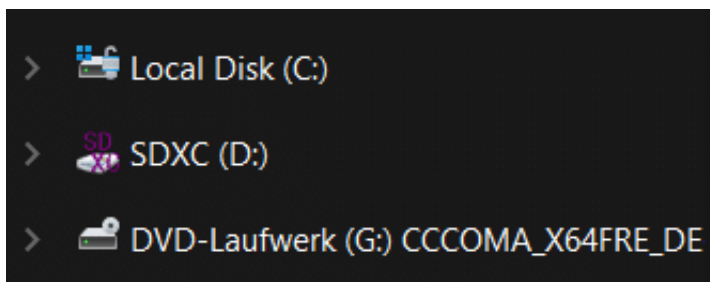 Local Disk (C:)
SDXC (D:)
DVD-Laufwerk (G:) CCCOMA_X64FRE_DE